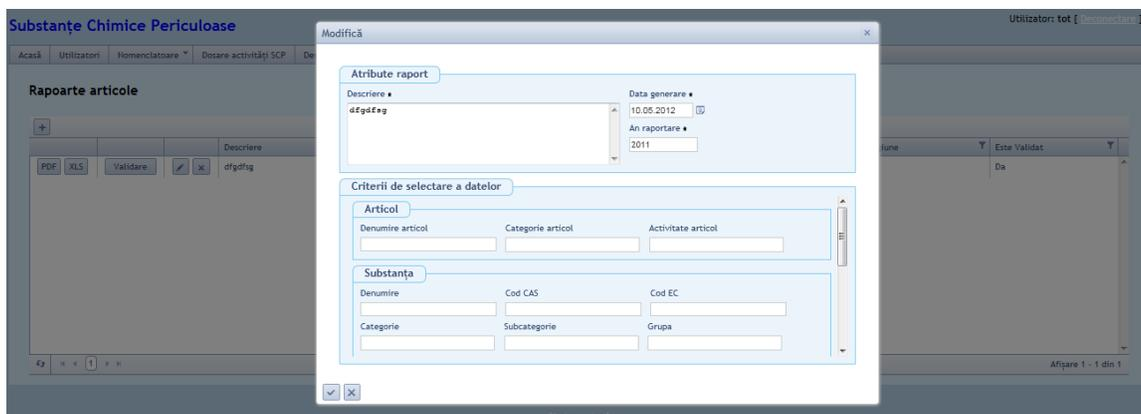 Substanțe Chimice Periculoase
Utilizator: tot [ Deconectare ]
Acasă Utilizatori Nomenclatoare Dosare activități SCP
Rapoarte articole
Descriere
Este Validat
PDF XLS Validare dfgdfsg
Da
1
Afișare 1 - 1 din 1
Modifică
Atribute raport
Descriere
Data generare
dfgdfsg
10.05.2012
An raportare
2011
Criterii de selectare a datelor
Articol
Denumire articol Categorie articol Activitate articol
Substanța
Denumire Cod CAS Cod EC
Categorie Subcategorie Grupa